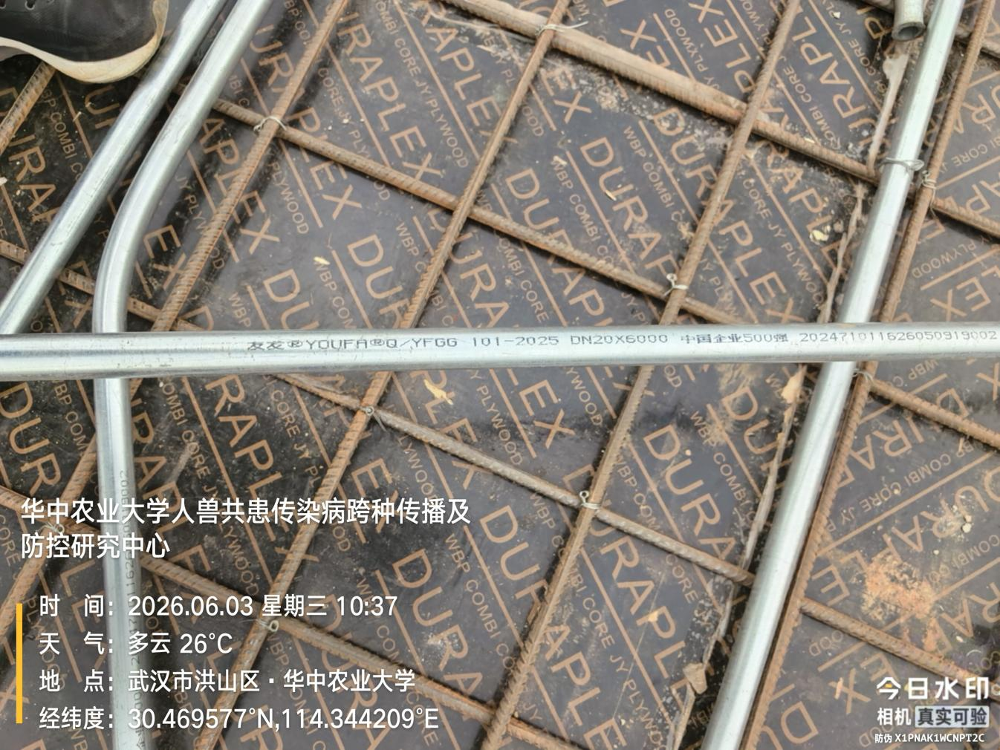 友发®YOUFA®Q/YFGG 101-2025 DN20X6000 中国企业500强 202471011626050919002
DURAPLEX
WBP COMBI CORE JY PLYWOOD
华中农业大学人兽共患传染病跨种传播及
防控研究中心
时 间：2026.06.03 星期三 10:37
天 气：多云 26°C
地 点：武汉市洪山区·华中农业大学
经纬度：30.469577°N,114.344209°E
今日水印
相机 真实可验
防伪 X1PNAK1WCNPT2C